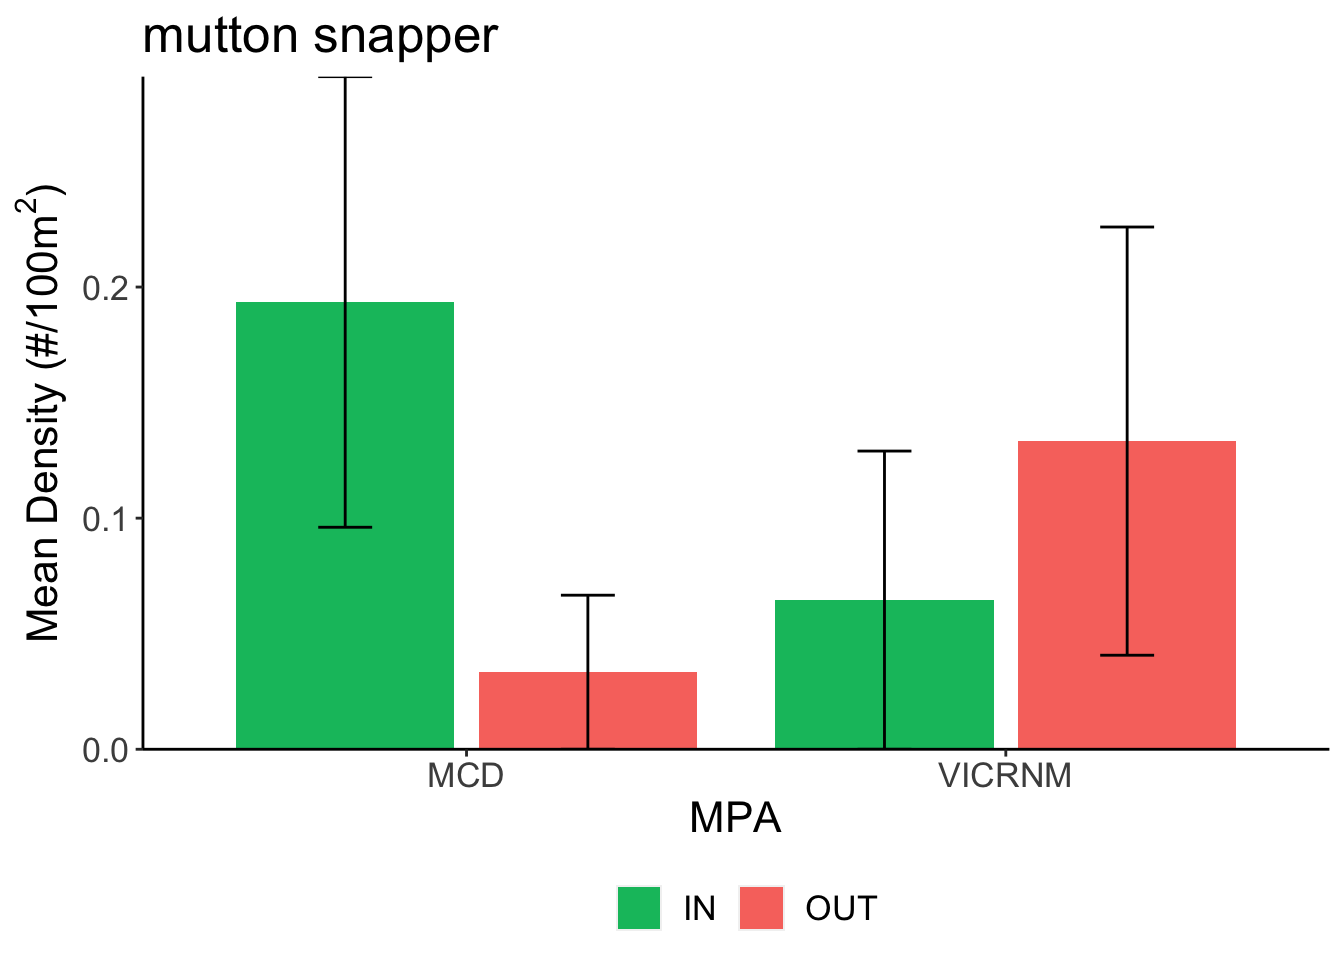 mutton snapper
Mean Density (#/100m²)
0.2
0.1
0.0
MCD VICRNM
MPA
IN OUT